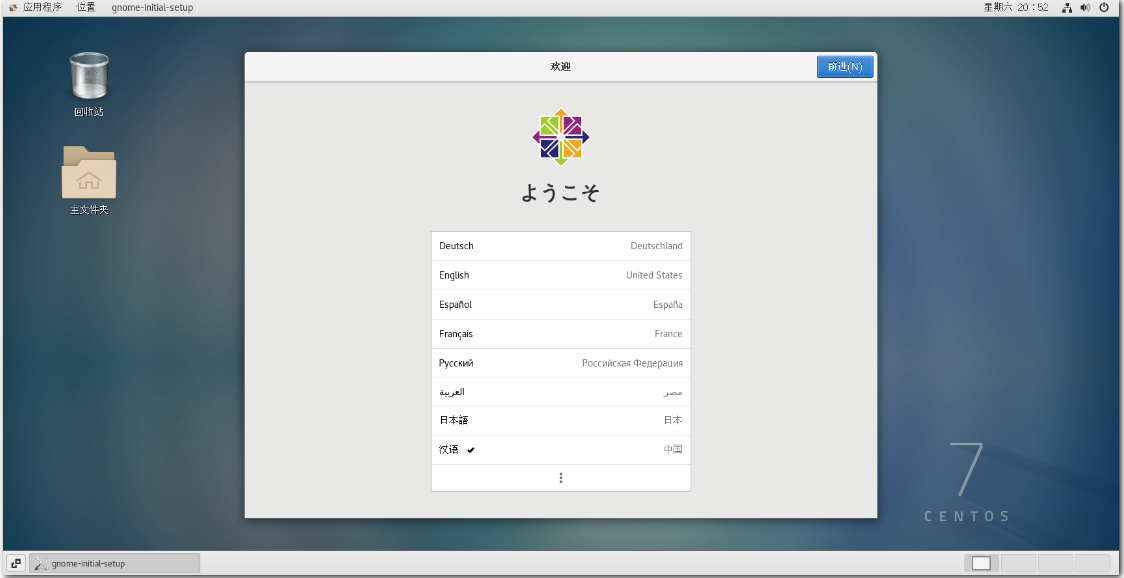 应用程序 位置 gnome-initial-setup 星期六 20：52
回收站
主文件夹
欢迎 前进(N)
ようこそ
Deutsch Deutschland
English United States
Español España
Français France
Русский Российская Федерация
العربية مصر
日本語 日本
汉语 中国
7
CENTOS
gnome-initial-setup